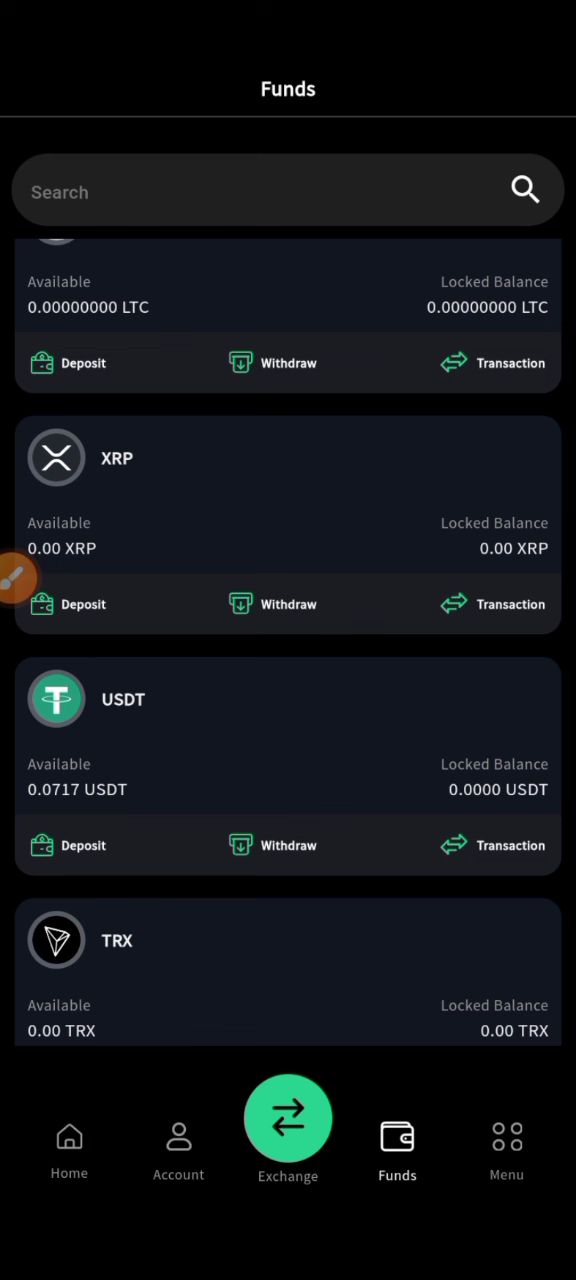 Funds
Search
Available Locked Balance
0.00000000 LTC 0.00000000 LTC
Deposit Withdraw Transaction
XRP
Available Locked Balance
0.00 XRP 0.00 XRP
Deposit Withdraw Transaction
USDT
Available Locked Balance
0.0717 USDT 0.0000 USDT
Deposit Withdraw Transaction
TRX
Available Locked Balance
0.00 TRX 0.00 TRX
Home Account Exchange Funds Menu